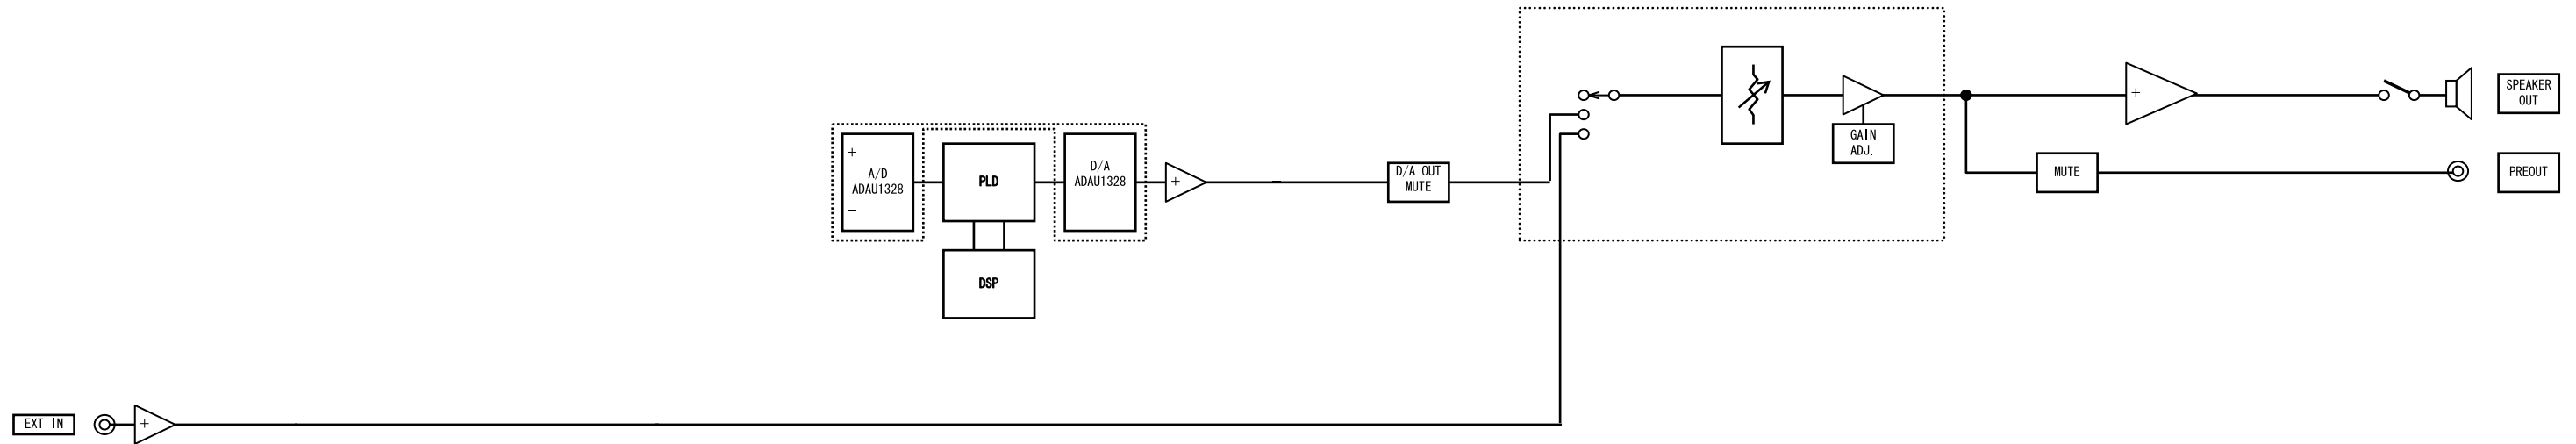 SPEAKER
OUT
GAIN
ADJ.
+
+
A/D
ADAU1328
−
PLD
D/A
ADAU1328
+
D/A OUT
MUTE
MUTE
PREOUT
DSP
EXT IN
+